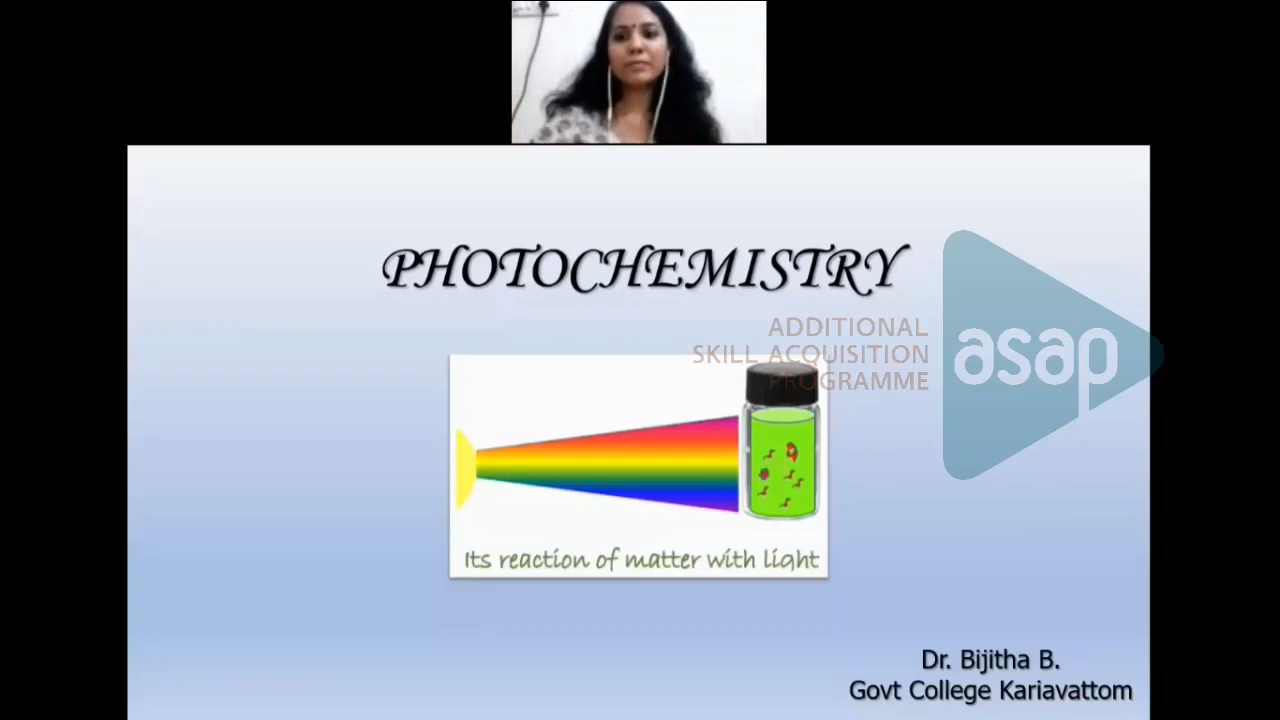 PHOTOCHEMISTRY
ADDITIONAL
SKILL ACQUISITION
PROGRAMME
asap
Its reaction of matter with light
Dr. Bijitha B.
Govt College Kariavattom